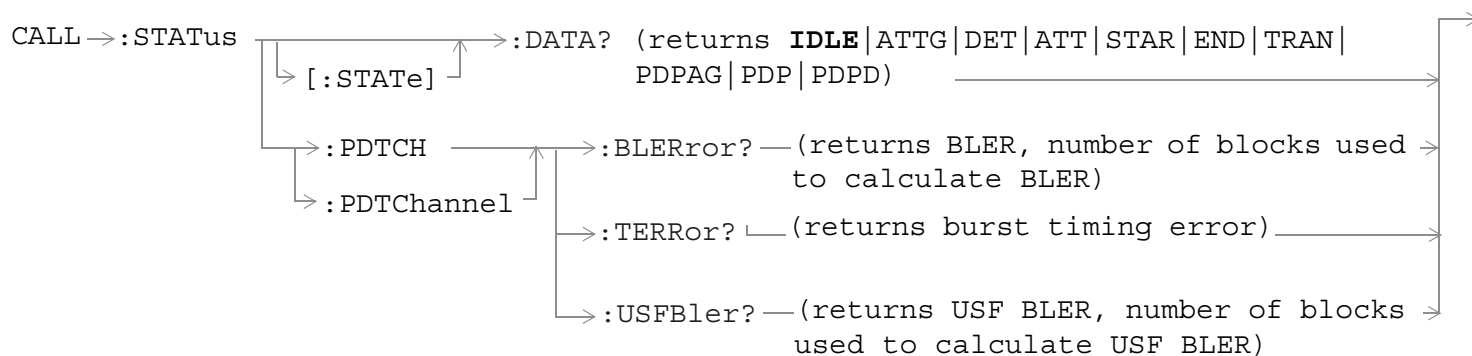 CALL :STATus :DATA? (returns IDLE|ATTG|DET|ATT|STAR|END|TRAN|
[:STATe] PDPAG|PDP|PDPD)
:PDTCH :BLERror? (returns BLER, number of blocks used
to calculate BLER)
:PDTChannel
:TERRor? (returns burst timing error)
:USFBler? (returns USF BLER, number of blocks
used to calculate USF BLER)